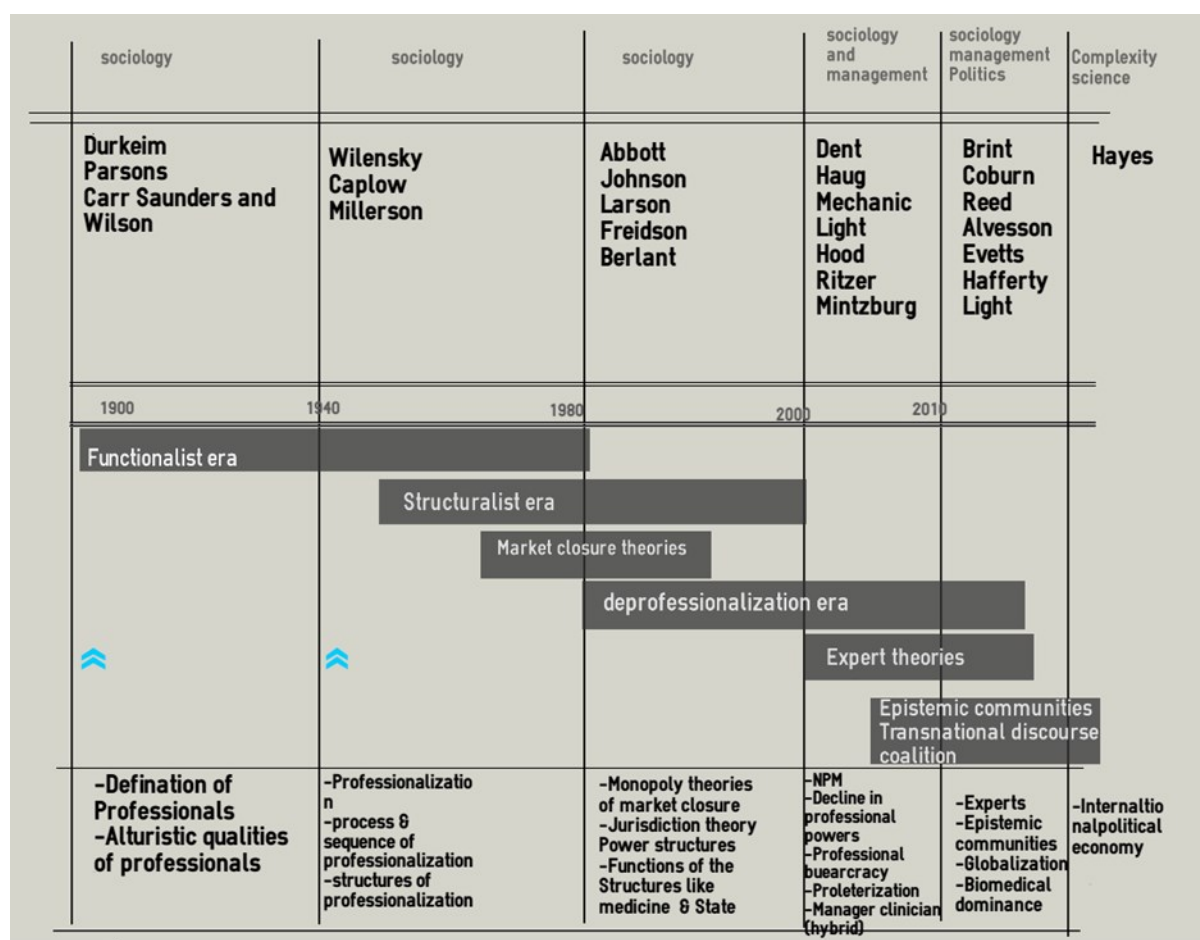 sociology
sociology
sociology
sociology
and
management
sociology
management
Politics
Complexity
science
Durkeim
Parsons
Carr Saunders and
Wilson
Wilensky
Caplow
Millerson
Abbott
Johnson
Larson
Freidson
Berlant
Dent
Haug
Mechanic
Light
Hood
Ritzer
Mintzburg
Brint
Coburn
Reed
Alvesson
Evetts
Hafferty
Light
Hayes
1900
1940
1980
2000
2010
Functionalist era
Structuralist era
Market closure theories
deprofessionalization era
Expert theories
Epistemic communities
Transnational discourse
coalition
-Defination of
Professionals
-Alturistic qualities
of professionals
-Professionalizatio
n
-process &
sequence of
professionalization
-structures of
professionalization
-Monopoly theories
of market closure
-Jurisdiction theory
Power structures
-Functions of the
Structures like
medicine & State
-NPM
-Decline in
professional
powers
-Professional
buearcracy
-Proleterization
-Manager clinician
(hybrid)
-Experts
-Epistemic
communities
-Globalization
-Biomedical
dominance
-Internaltio
nalpolitical
economy